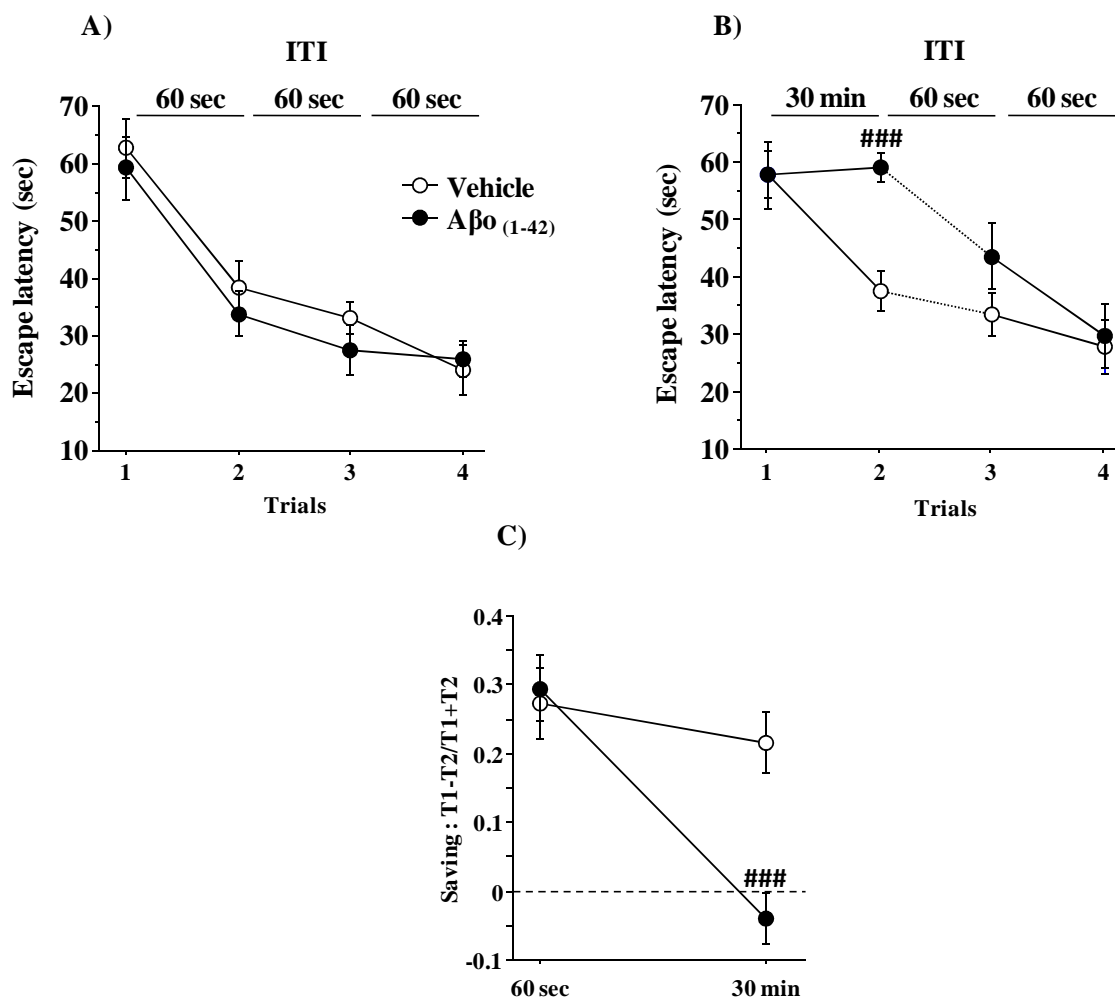 A)
ITI
60 sec 60 sec 60 sec
70
60
50
40
30
20
10
Escape latency (sec)
Vehicle
Aβo (1-42)
1 2 3 4
Trials
B)
ITI
30 min 60 sec 60 sec
###
70
60
50
40
30
20
10
Escape latency (sec)
1 2 3 4
Trials
C)
0.4
0.3
0.2
0.1
0
-0.1
Saving : T1-T2/T1+T2
###
60 sec 30 min